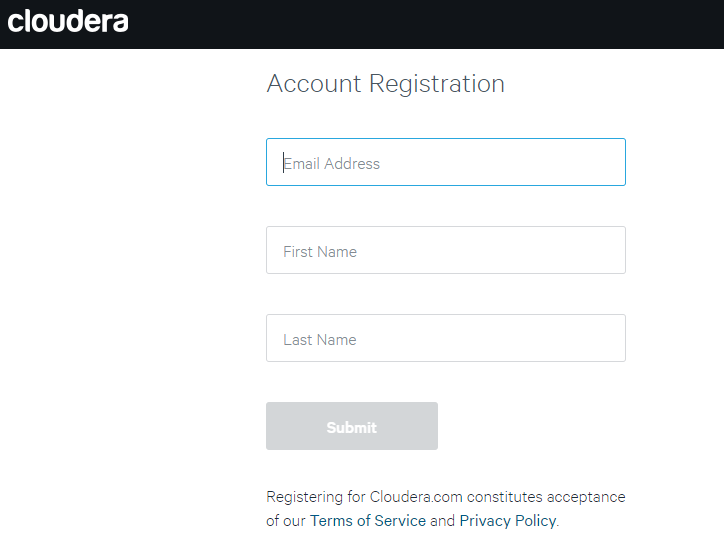 cloudera
Account Registration
Email Address
First Name
Last Name
Submit
Registering for Cloudera.com constitutes acceptance
of our Terms of Service and Privacy Policy.